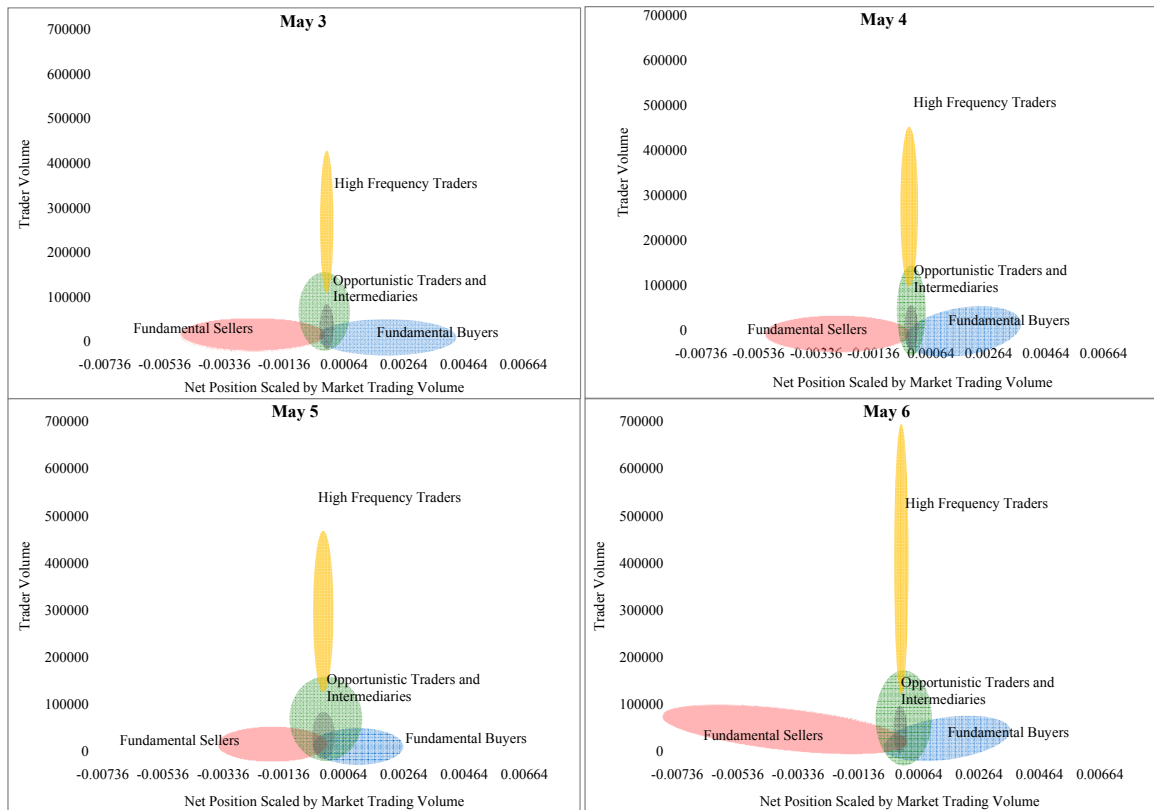 May 3
700000
600000
500000
400000
300000
200000
100000
0
Trader Volume
High Frequency Traders
Opportunistic Traders and
Intermediaries
Fundamental Sellers
Fundamental Buyers
-0.00736 -0.00536 -0.00336 -0.00136 0.00064 0.00264 0.00464 0.00664
Net Position Scaled by Market Trading Volume
May 4
700000
600000
500000
400000
300000
200000
100000
0
Trader Volume
High Frequency Traders
Opportunistic Traders and
Intermediaries
Fundamental Sellers
Fundamental Buyers
-0.00736 -0.00536 -0.00336 -0.00136 0.00064 0.00264 0.00464 0.00664
Net Position Scaled by Market Trading Volume
May 5
700000
600000
500000
400000
300000
200000
100000
0
Trader Volume
High Frequency Traders
Opportunistic Traders and
Intermediaries
Fundamental Sellers
Fundamental Buyers
-0.00736 -0.00536 -0.00336 -0.00136 0.00064 0.00264 0.00464 0.00664
Net Position Scaled by Market Trading Volume
May 6
700000
600000
500000
400000
300000
200000
100000
0
Trader Volume
High Frequency Traders
Opportunistic Traders and
Intermediaries
Fundamental Sellers
Fundamental Buyers
-0.00736 -0.00536 -0.00336 -0.00136 0.00064 0.00264 0.00464 0.00664
Net Position Scaled by Market Trading Volume